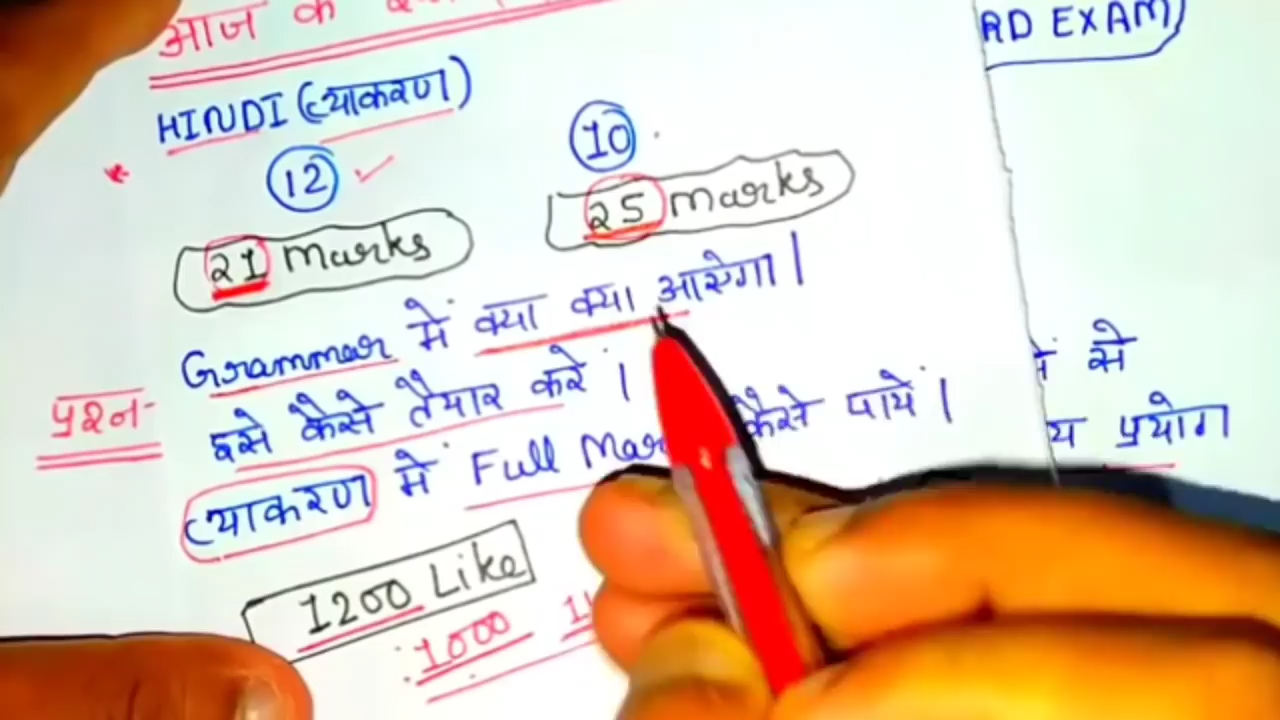 आज के
RD EXAM)
HINDI (व्याकरण)
12 10
21 Marks 25 Marks
Grammar में क्या क्या आएगा।
प्रश्न- इसे कैसे तैयार करें।
में से
व्याकरण में Full Mar कैसे पायें।
य प्रयोग
1200 Like
1000